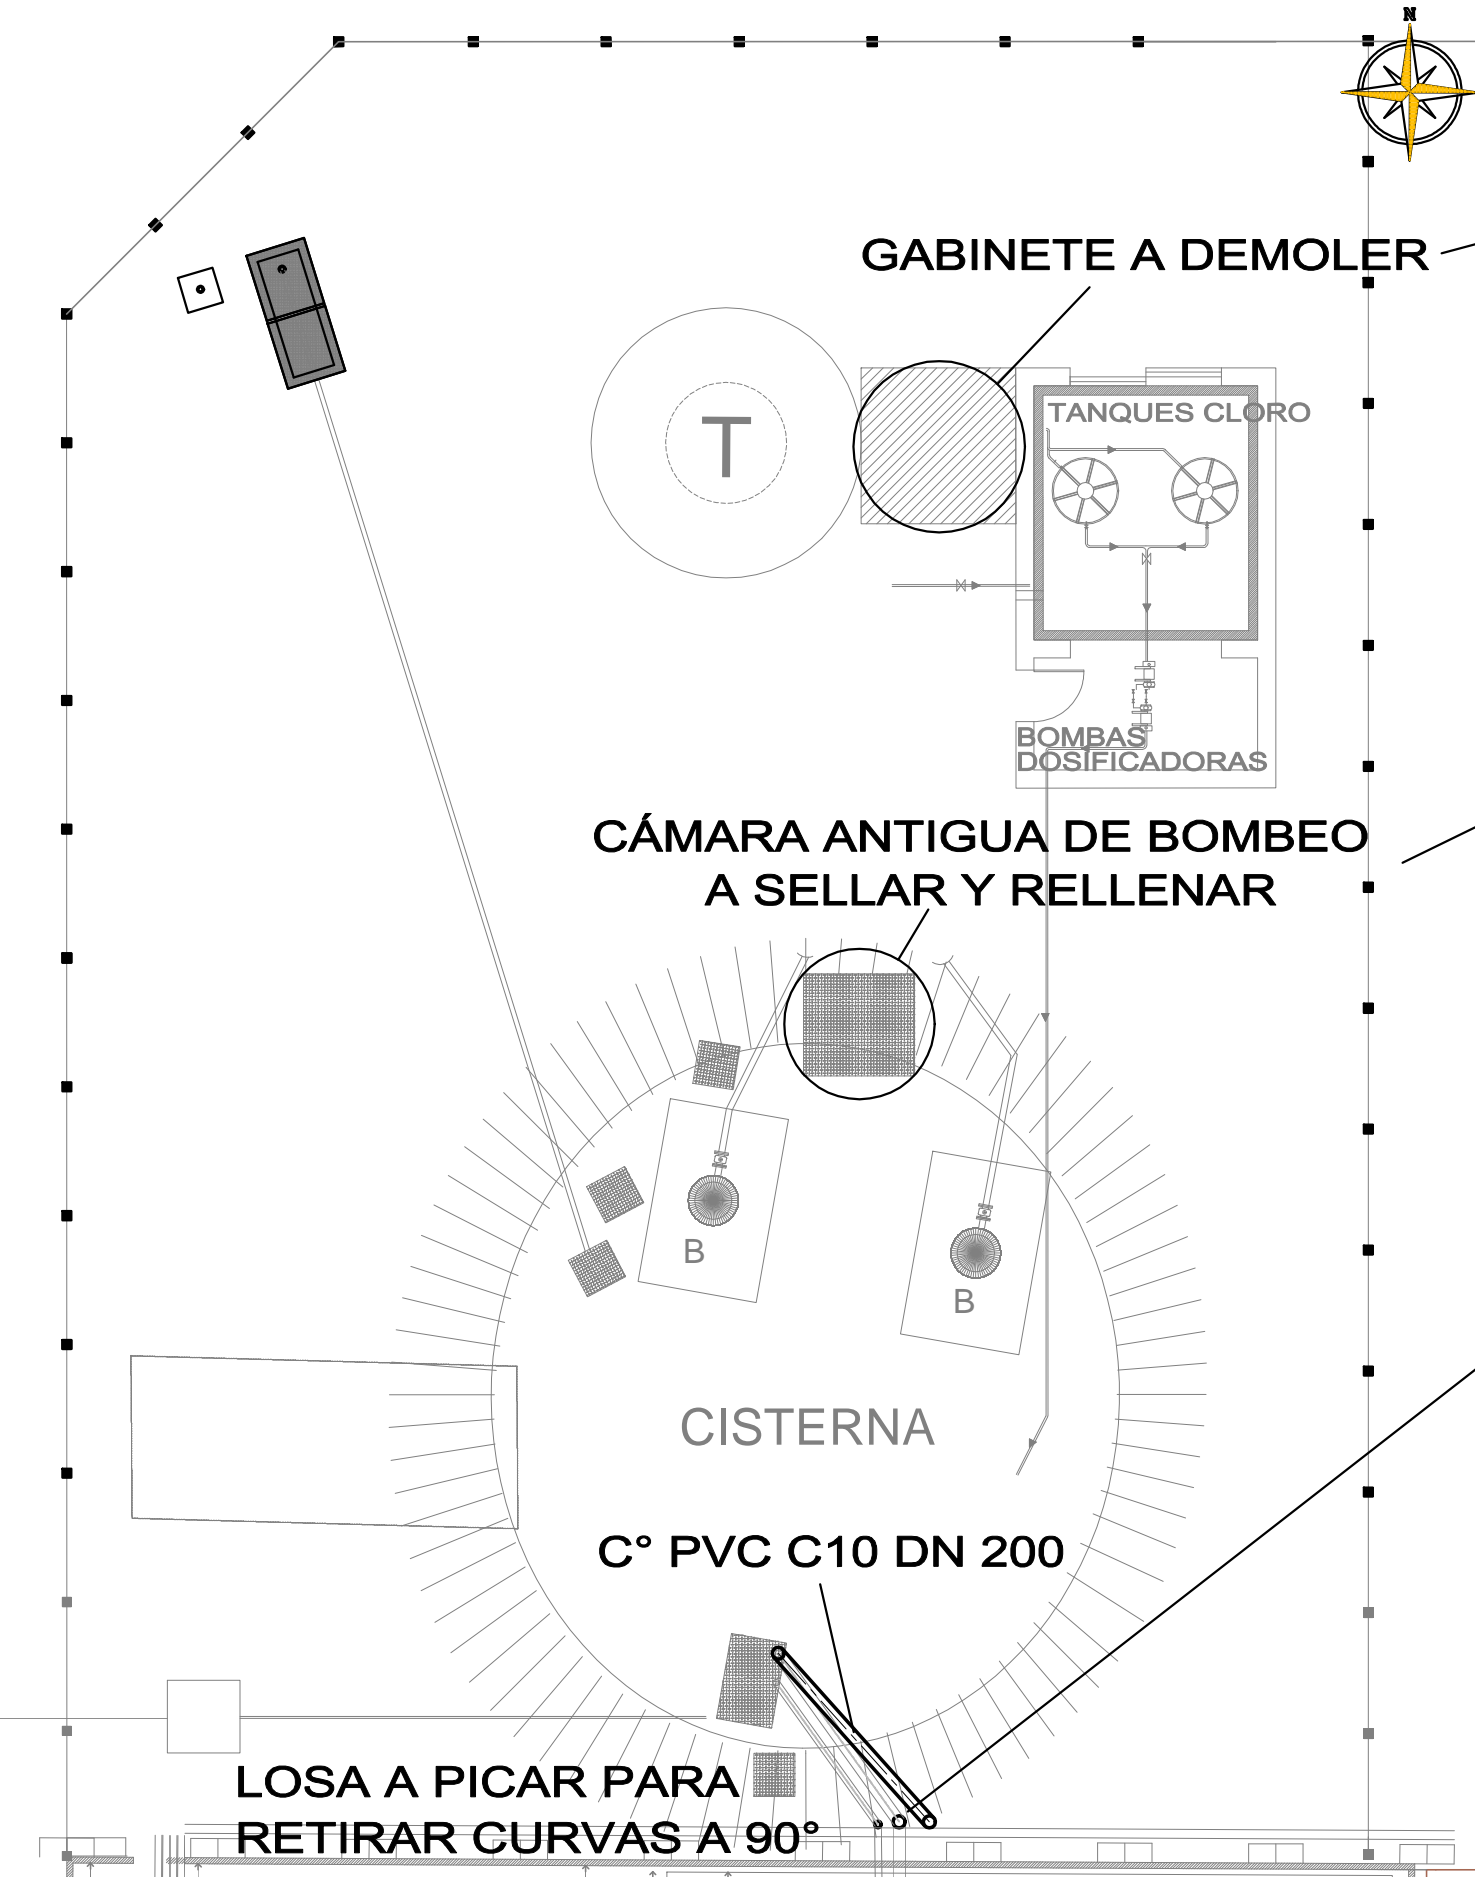 N
GABINETE A DEMOLER
T
TANQUES CLORO
BOMBAS
DOSIFICADORAS
CÁMARA ANTIGUA DE BOMBEO
A SELLAR Y RELLENAR
B
B
CISTERNA
C° PVC C10 DN 200
LOSA A PICAR PARA
RETIRAR CURVAS A 90°